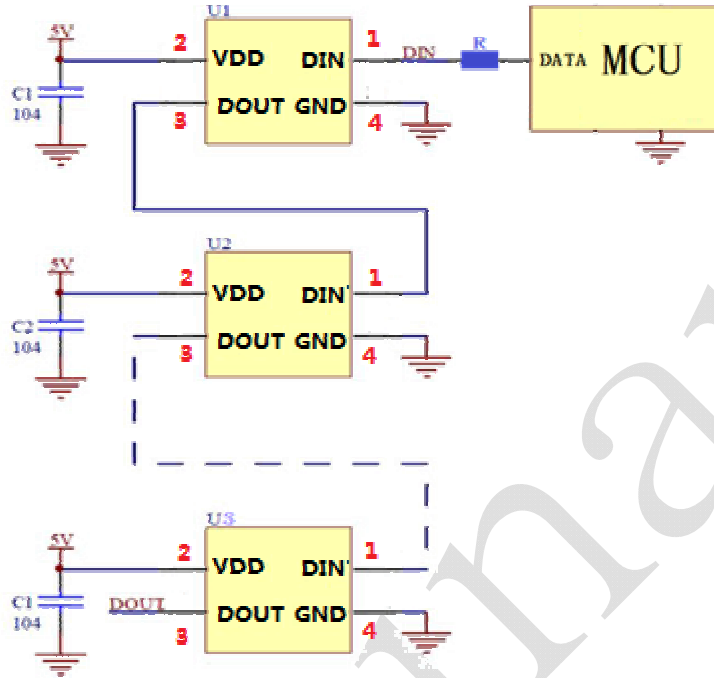 U1
5V
2
1
VDD
DIN
DIN
R
DATA
MCU
C1
104
DOUT
GND
3
4
U2
5V
2
1
VDD
DIN
C2
104
DOUT
GND
3
4
U3
5V
2
1
VDD
DIN
C1
104
DOUT
DOUT
GND
3
4